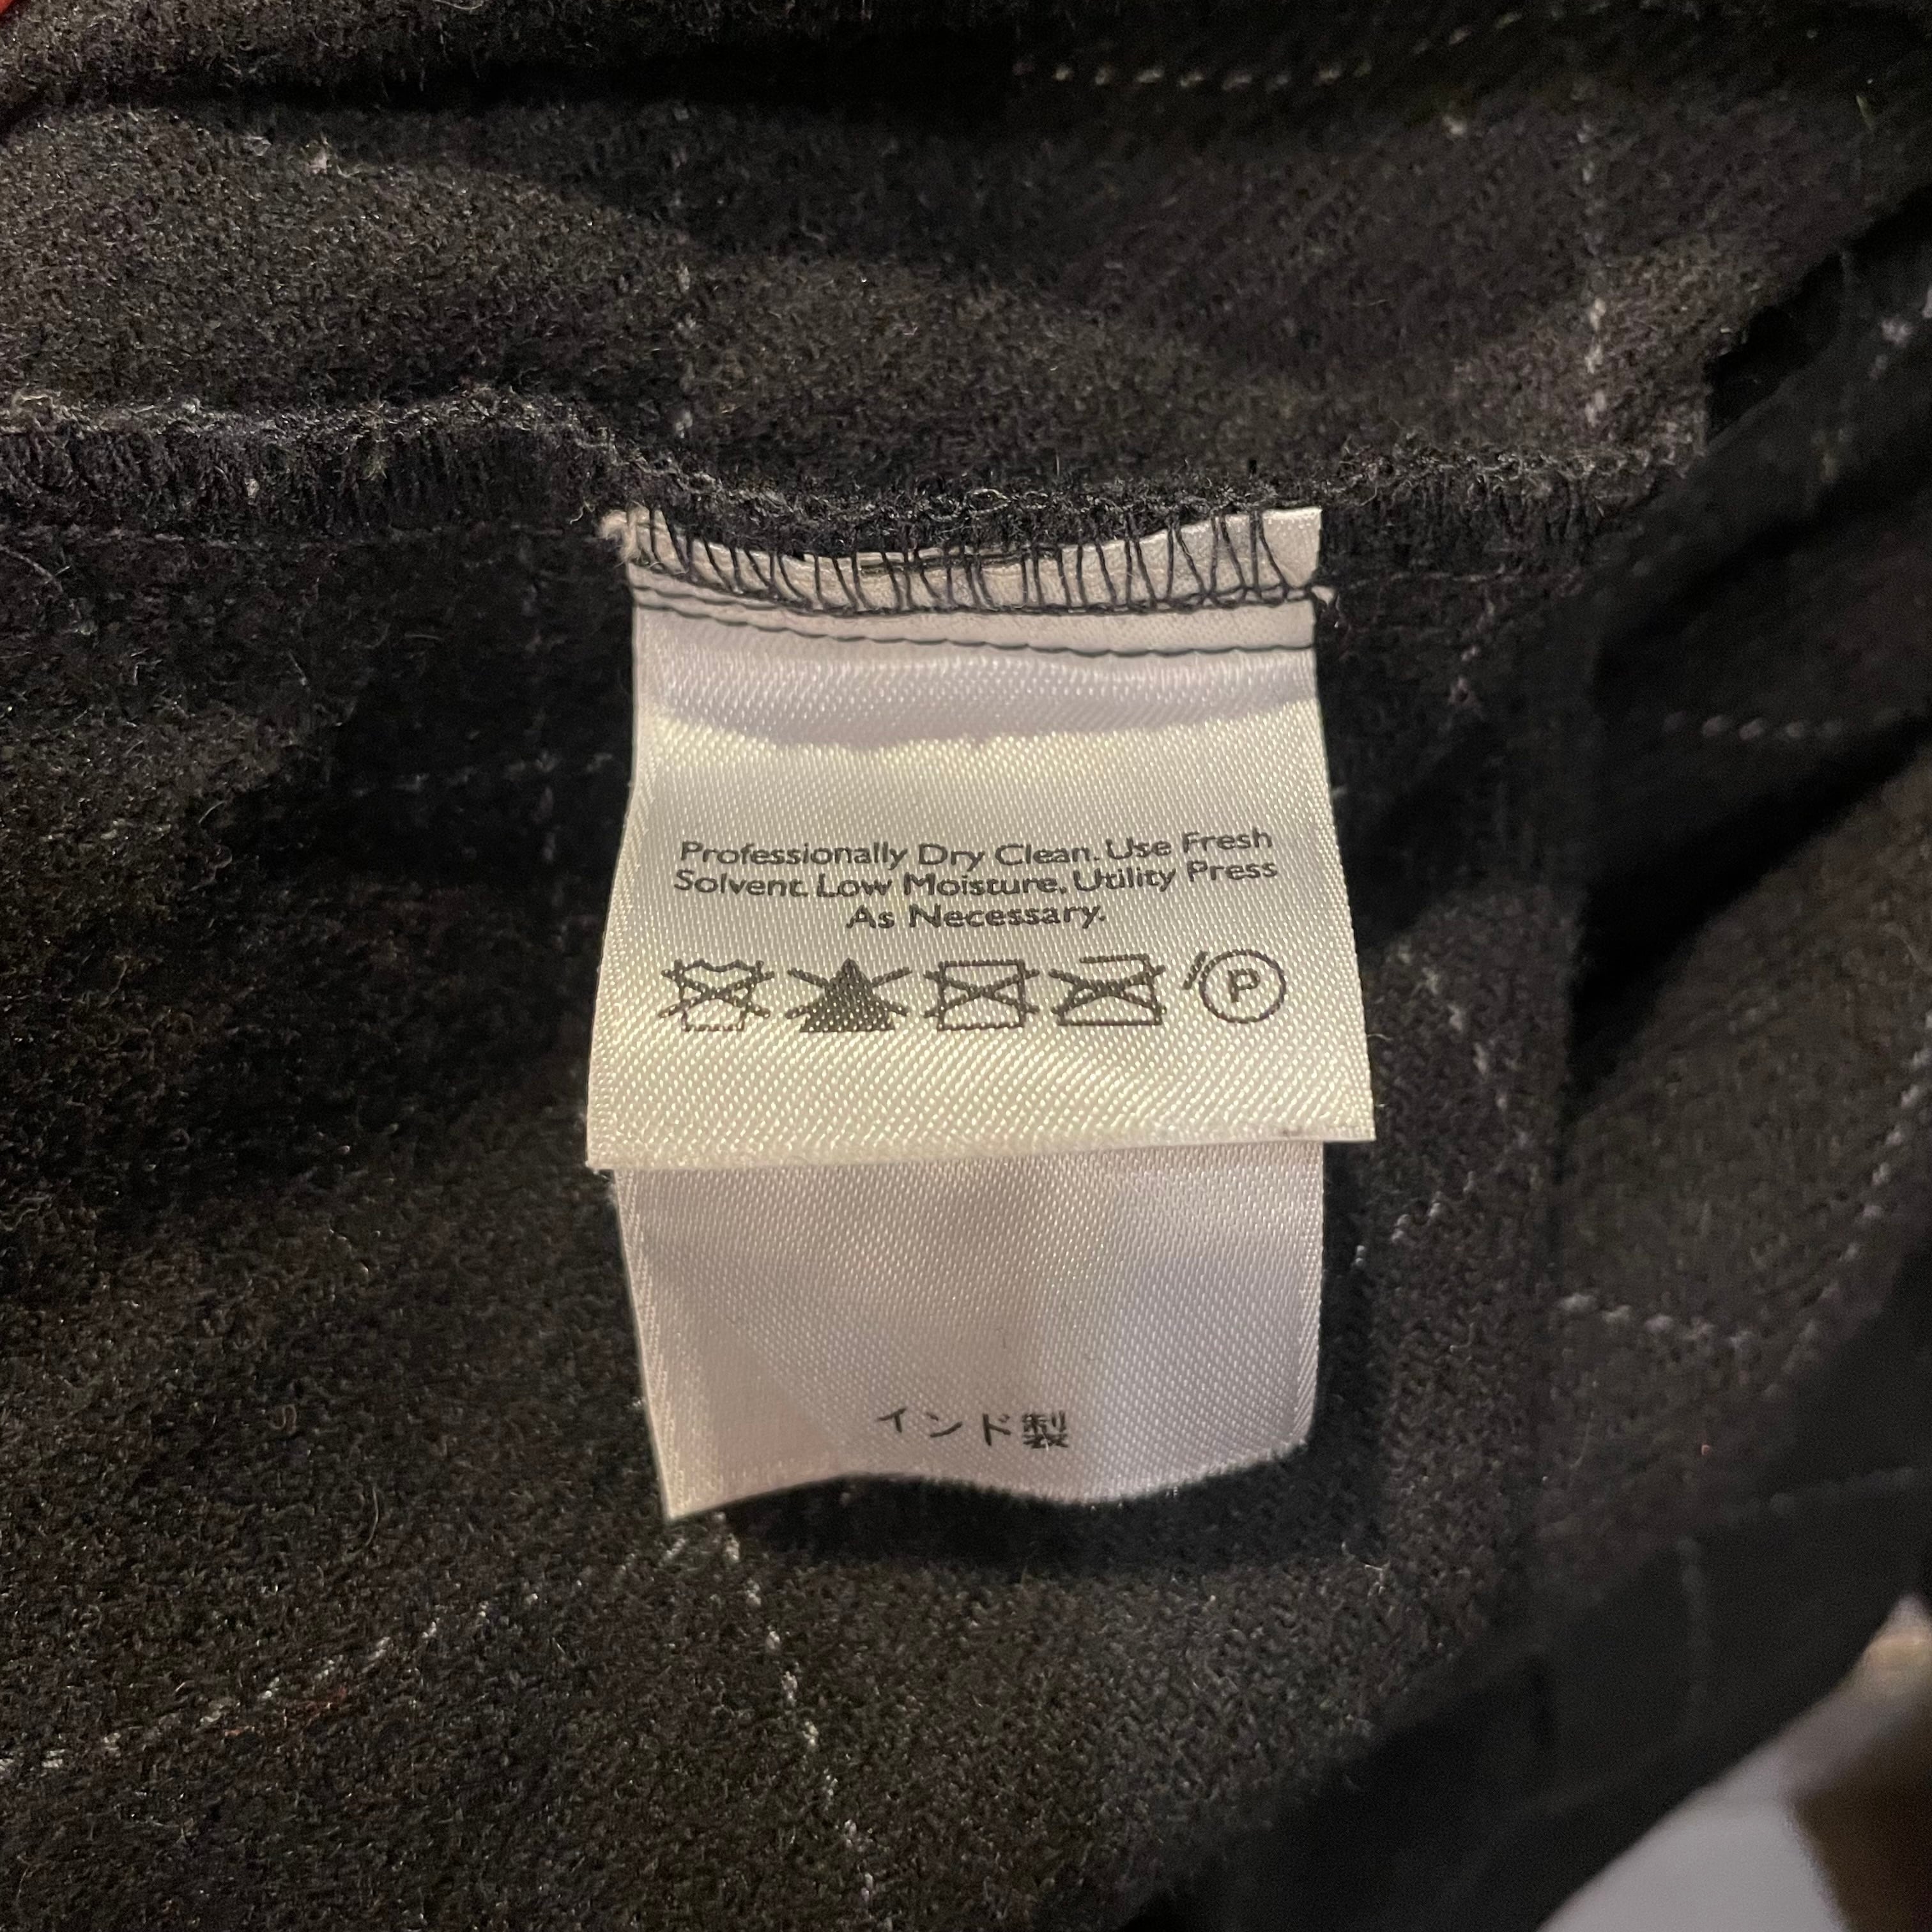 Professionally Dry Clean. Use Fresh
Solvent. Low Moisture, Utility Press
As Necessary.
P
インド製